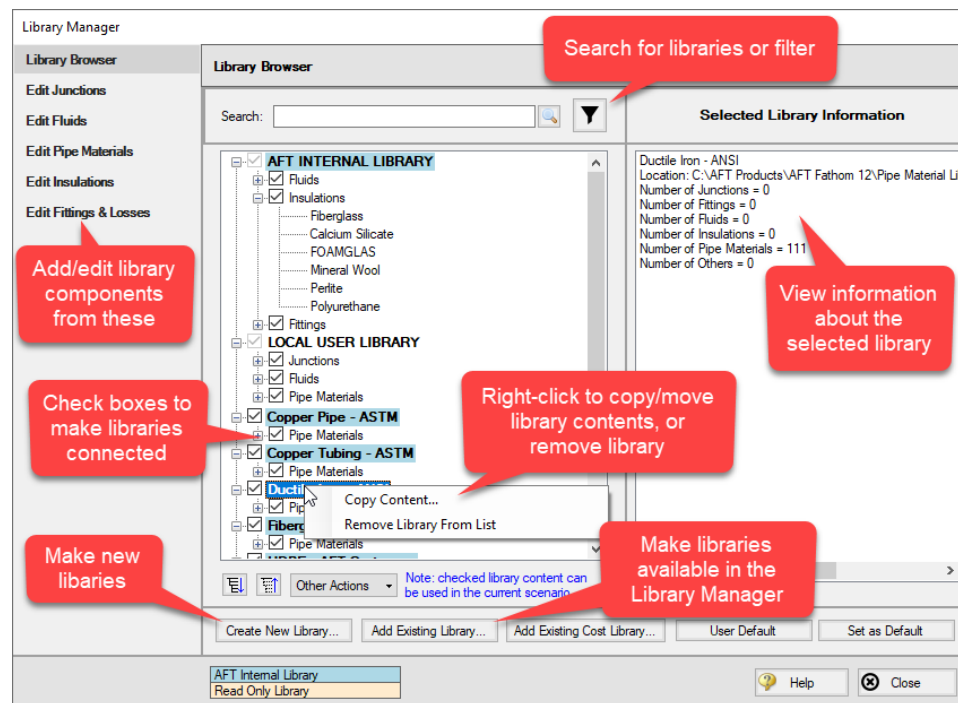 Library Manager
Library Browser
Edit Junctions
Edit Fluids
Edit Pipe Materials
Edit Insulations
Edit Fittings & Losses
Add/edit library
components
from these
Check boxes to
make libraries
connected
Make new
libaries
Library Browser
Search for libraries or filter
Search:
AFT INTERNAL LIBRARY
Fluids
Insulations
Fiberglass
Calcium Silicate
FOAMGLAS
Mineral Wool
Perlite
Polyurethane
Fittings
LOCAL USER LIBRARY
Junctions
Fluids
Pipe Materials
Copper Pipe - ASTM
Pipe Materials
Copper Tubing - ASTM
Pipe Materials
Ducti
Pip
Fiberg
Pipe Materials
Copy Content...
Remove Library From List
Right-click to copy/move
library contents, or
remove library
Selected Library Information
Ductile Iron - ANSI
Location: C:\AFT Products\AFT Fathom 12\Pipe Material Li
Number of Junctions = 0
Number of Fittings = 0
Number of Fluids = 0
Number of Insulations = 0
Number of Pipe Materials = 111
Number of Others = 0
View information
about the
selected library
Make libraries
available in the
Library Manager
Other Actions
Note: checked library content can
be used in the current scenario
Create New Library...
Add Existing Library...
Add Existing Cost Library...
User Default
Set as Default
AFT Internal Library
Read Only Library
Help
Close